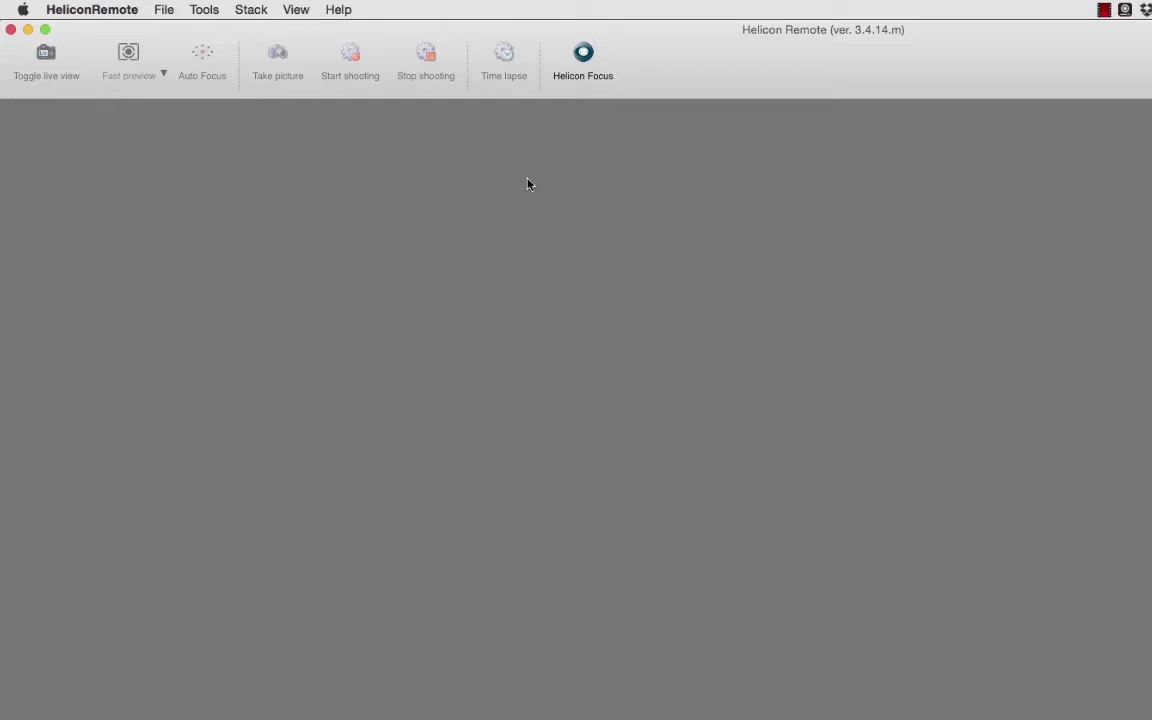 HeliconRemote File Tools Stack View Help
Helicon Remote (ver. 3.4.14.m)
Toggle live view Fast preview Auto Focus Take picture Start shooting Stop shooting Time lapse Helicon Focus